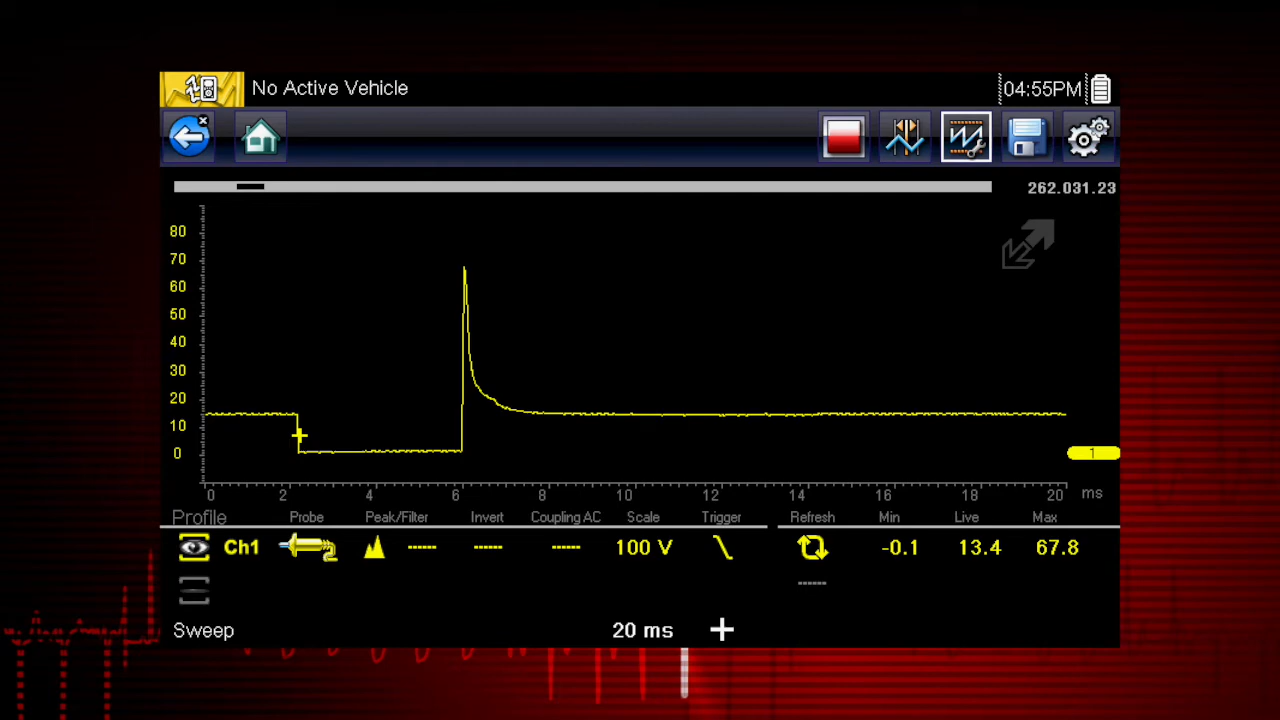 No Active Vehicle
04:55PM
262.031.23
80
70
60
50
40
30
20
10
0
1
0 2 4 6 8 10 12 14 16 18 20 ms
Profile Probe Peak/Filter Invert Coupling AC Scale Trigger Refresh Min Live Max
Ch1 ----- ----- ----- 100 V -0.1 13.4 67.8
-----
Sweep 20 ms +